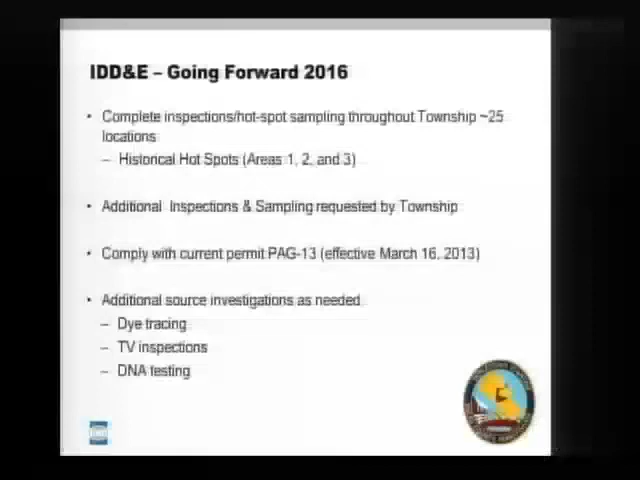 IDD&E – Going Forward 2016
• Complete inspections/hot-spot sampling throughout Township ~25
locations
– Historical Hot Spots (Areas 1, 2, and 3)
• Additional Inspections & Sampling requested by Township
• Comply with current permit PAG-13 (effective March 16, 2013)
• Additional source investigations as needed
– Dye tracing
– TV inspections
– DNA testing